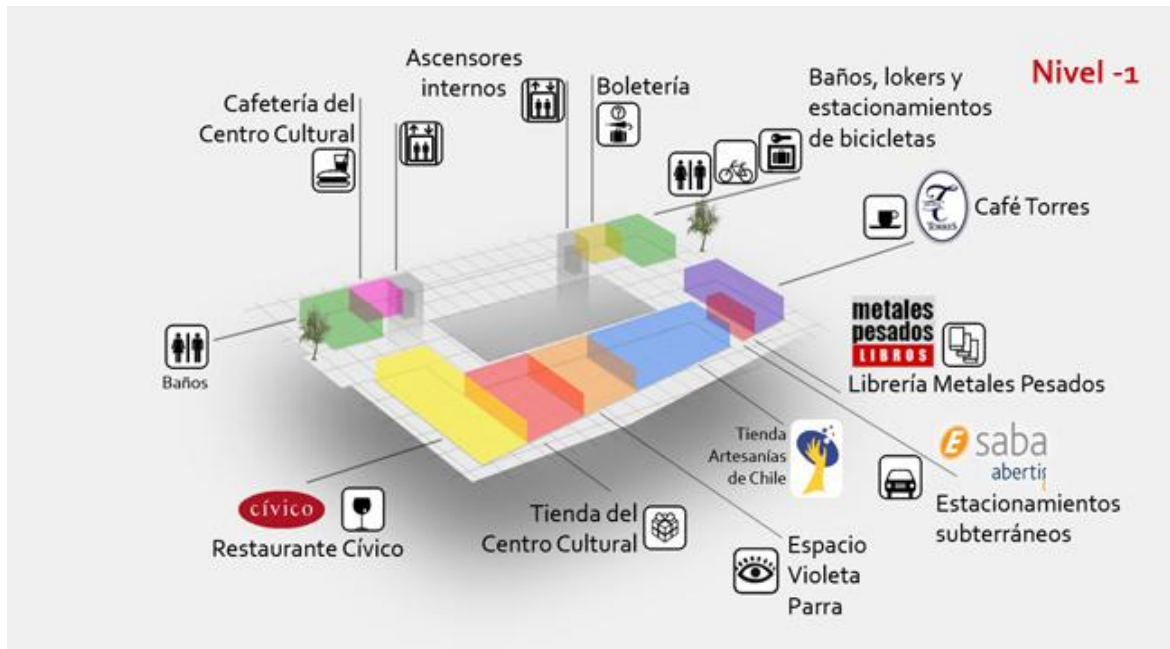 Nivel -1
Ascensores
internos
Boletería
Baños, lokers y
estacionamientos
de bicicletas
Cafetería del
Centro Cultural
Café Torres
TORRES
metales
pesados
LIBROS
Librería Metales Pesados
Baños
Tienda
Artesanías
de Chile
saba
abertis
Estacionamientos
subterráneos
cívico
Restaurante Cívico
Tienda del
Centro Cultural
Espacio
Violeta
Parra